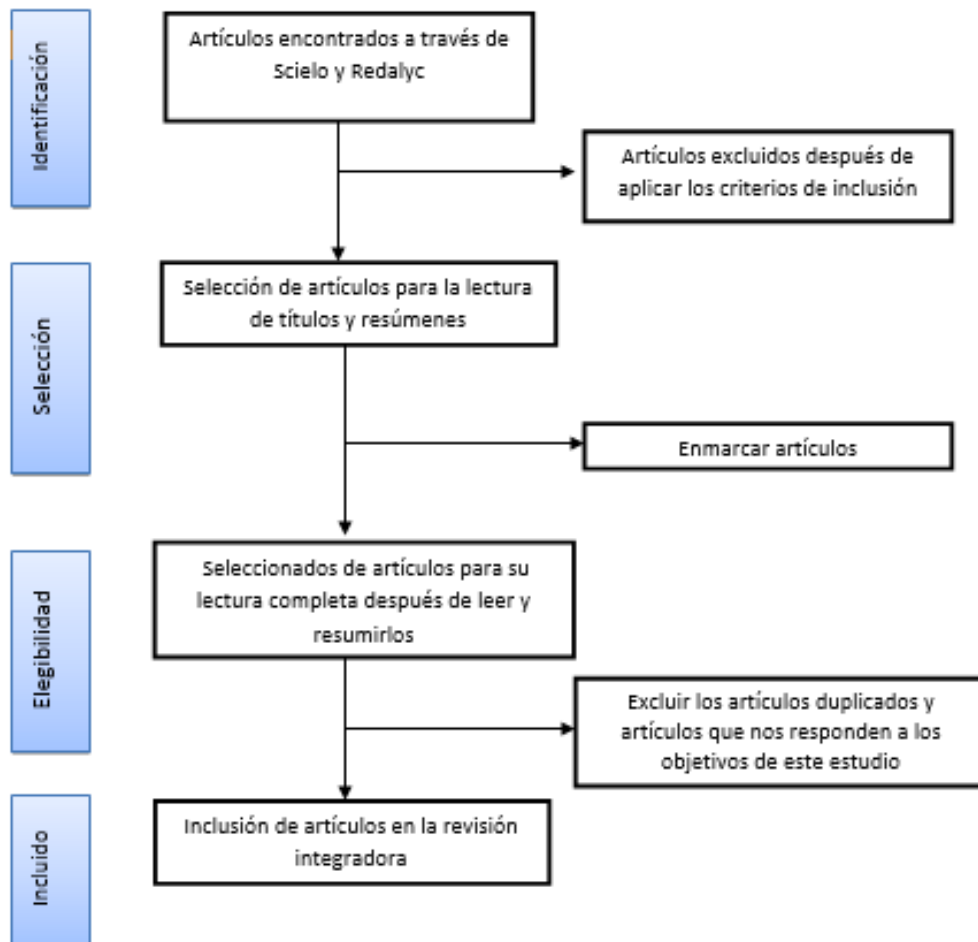 Identificación
Artículos encontrados a través de
Scielo y Redalyc
Artículos excluidos después de
aplicar los criterios de inclusión
Selección
Selección de artículos para la lectura
de títulos y resúmenes
Enmarcar artículos
Elegibilidad
Seleccionados de artículos para su
lectura completa después de leer y
resumirlos
Excluir los artículos duplicados y
artículos que nos responden a los
objetivos de este estudio
Incluido
Inclusión de artículos en la revisión
integradora